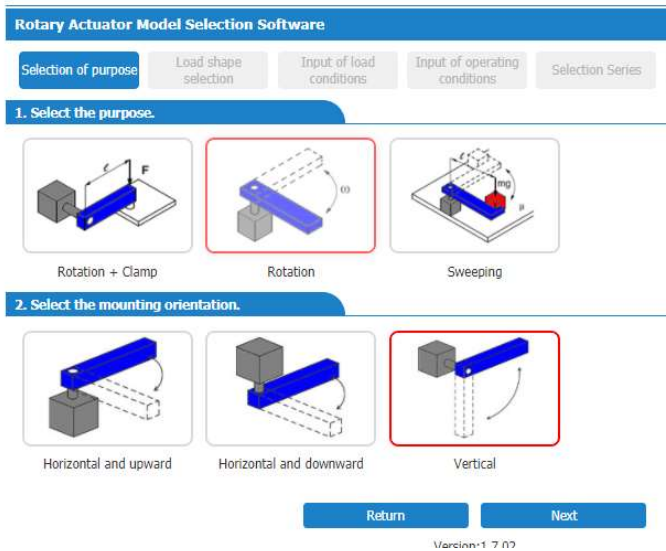 Rotary Actuator Model Selection Software
Selection of purpose
Load shape
selection
Input of load
conditions
Input of operating
conditions
Selection Series
1. Select the purpose.
ℓ F
ω
ℓ mg
μ
Rotation + Clamp Rotation Sweeping
2. Select the mounting orientation.
Horizontal and upward Horizontal and downward Vertical
Return Next
Version:1.7.02